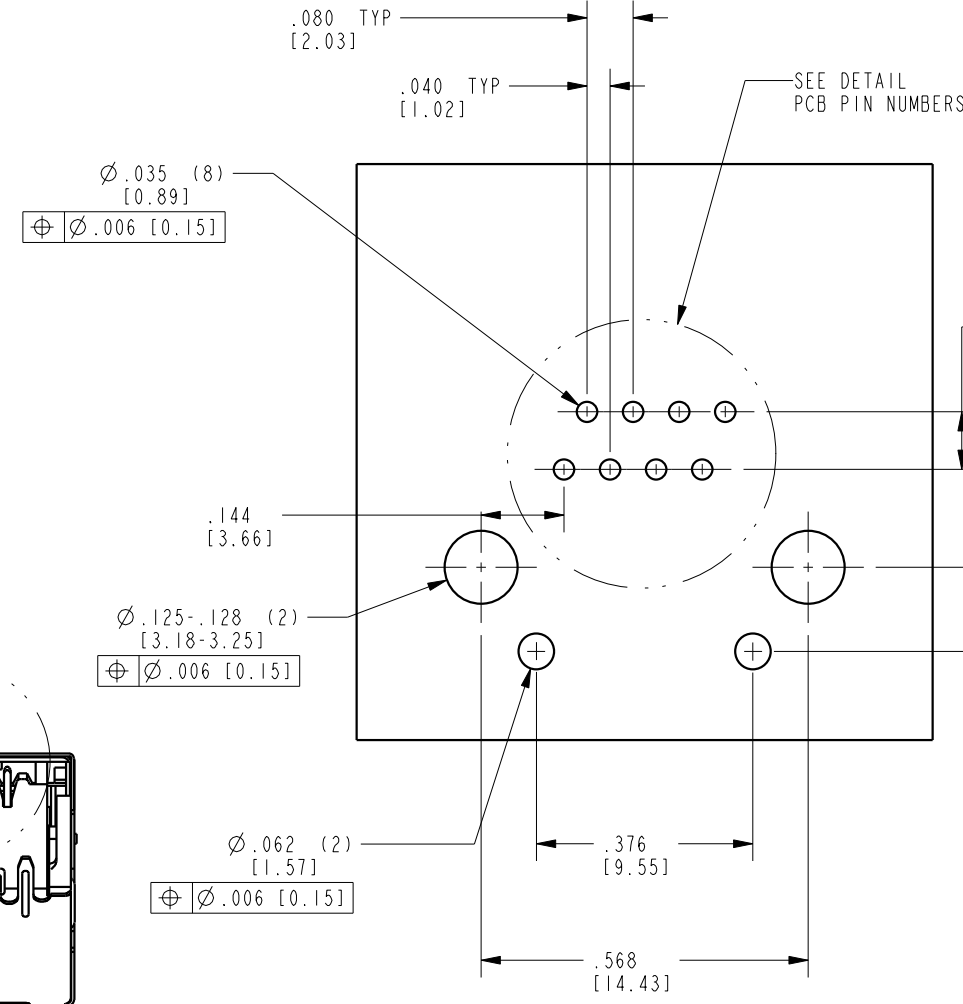 .080 TYP
[2.03]
.040 TYP
[1.02]
SEE DETAIL
PCB PIN NUMBERS
Ø.035 (8)
[0.89]
⌖ Ø.006 [0.15]
.144
[3.66]
Ø.125-.128 (2)
[3.18-3.25]
⌖ Ø.006 [0.15]
Ø.062 (2)
[1.57]
⌖ Ø.006 [0.15]
.376
[9.55]
.568
[14.43]